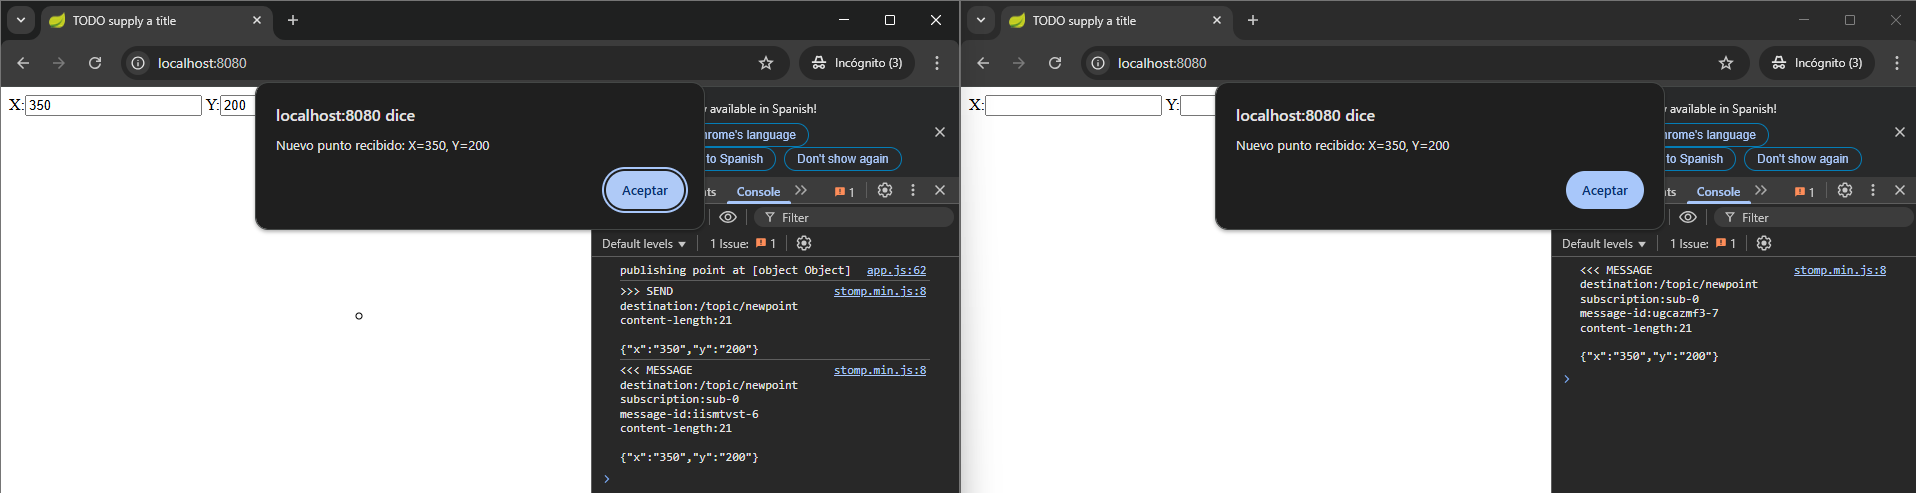 TODO supply a title
localhost:8080
Incógnito (3)
X: 350 Y: 200
localhost:8080 dice
Nuevo punto recibido: X=350, Y=200
Aceptar
available in Spanish!
hrome's language
to Spanish
Don't show again
Console
1
Filter
Default levels
1 Issue:
1
publishing point at [object Object] app.js:62
>>> SEND stomp.min.js:8
destination:/topic/newpoint
content-length:21
{"x":"350","y":"200"}
<<< MESSAGE stomp.min.js:8
destination:/topic/newpoint
subscription:sub-0
message-id:iismtvst-6
content-length:21
{"x":"350","y":"200"}
TODO supply a title
localhost:8080
Incógnito (3)
X: Y:
localhost:8080 dice
Nuevo punto recibido: X=350, Y=200
Aceptar
available in Spanish!
hrome's language
to Spanish
Don't show again
Console
1
Filter
Default levels
1 Issue:
1
<<< MESSAGE stomp.min.js:8
destination:/topic/newpoint
subscription:sub-0
message-id:ugcazmf3-7
content-length:21
{"x":"350","y":"200"}